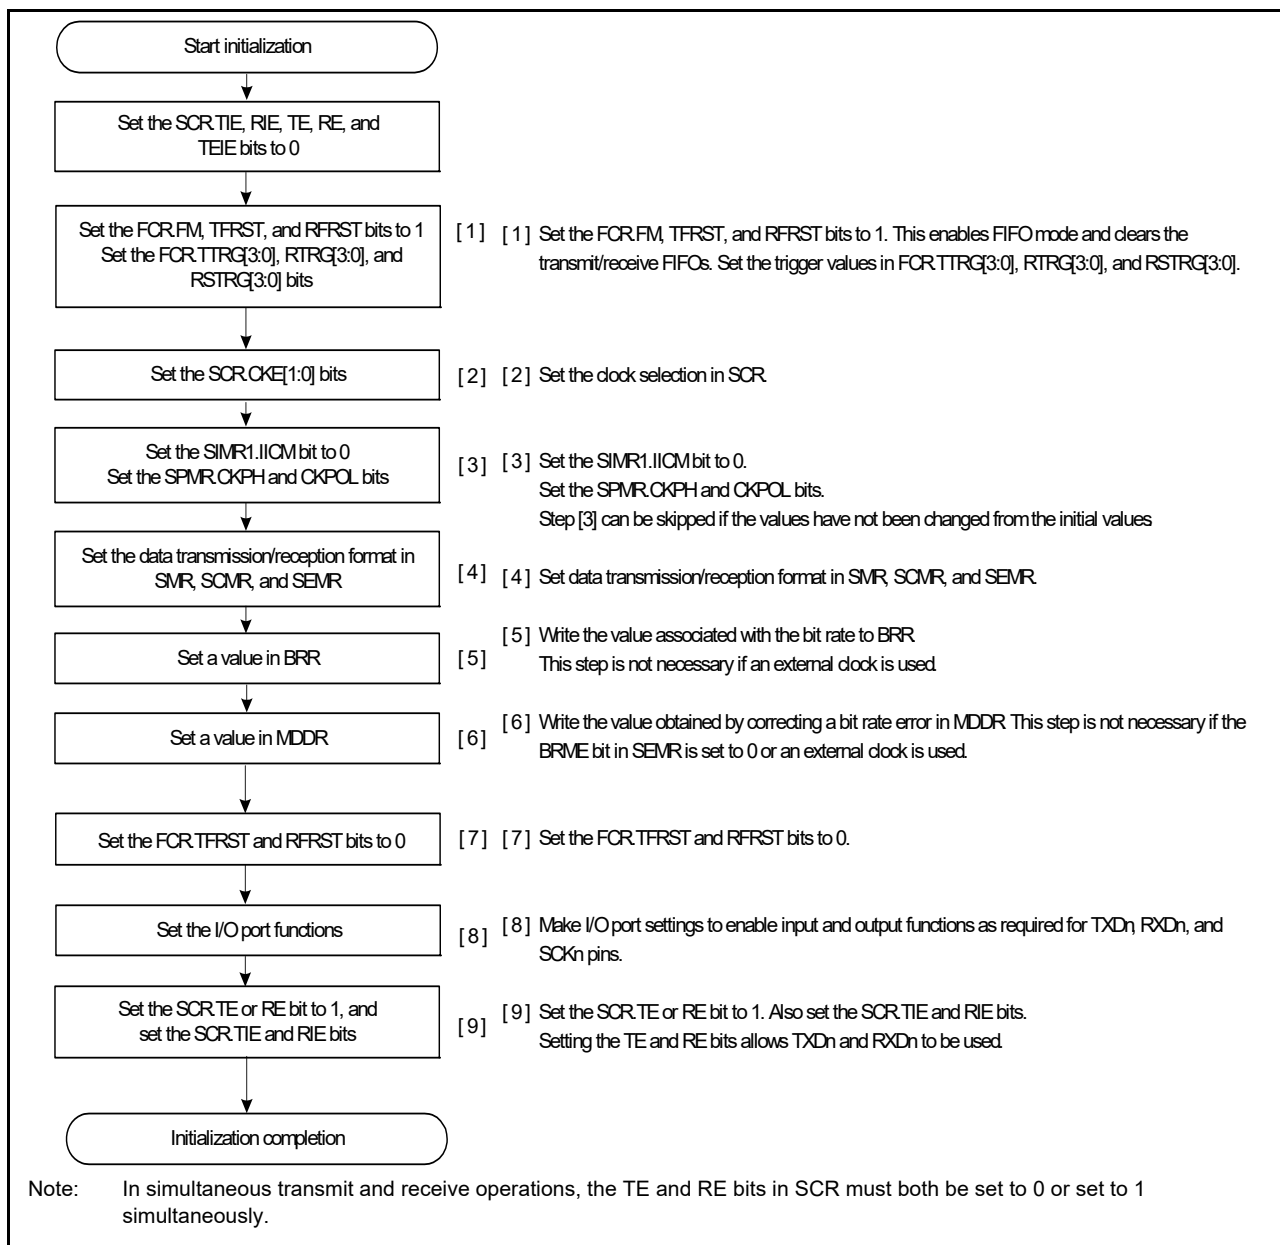 Start initialization
Set the SCR.TIE, RIE, TE, RE, and
TEIE bits to 0
Set the FCR.FM, TFRST, and RFRST bits to 1
Set the FCR.TTRG[3:0], RTRG[3:0], and
RSTRG[3:0] bits
[1]
[1] Set the FCR.FM, TFRST, and RFRST bits to 1. This enables FIFO mode and clears the
transmit/receive FIFOs. Set the trigger values in FCR.TTRG[3:0], RTRG[3:0], and RSTRG[3:0].
Set the SCR.CKE[1:0] bits
[2]
[2] Set the clock selection in SCR.
Set the SIMR1.IICM bit to 0
Set the SPMR.CKPH and CKPOL bits
[3]
[3] Set the SIMR1.IICM bit to 0.
Set the SPMR.CKPH and CKPOL bits.
Step [3] can be skipped if the values have not been changed from the initial values.
Set the data transmission/reception format in
SMR, SCMR, and SEMR
[4]
[4] Set data transmission/reception format in SMR, SCMR, and SEMR.
Set a value in BRR
[5]
[5] Write the value associated with the bit rate to BRR.
This step is not necessary if an external clock is used.
Set a value in MDDR
[6]
[6] Write the value obtained by correcting a bit rate error in MDDR. This step is not necessary if the
BRME bit in SEMR is set to 0 or an external clock is used.
Set the FCR.TFRST and RFRST bits to 0
[7]
[7] Set the FCR.TFRST and RFRST bits to 0.
Set the I/O port functions
[8]
[8] Make I/O port settings to enable input and output functions as required for TXDn, RXDn, and
SCKn pins.
Set the SCR.TE or RE bit to 1, and
set the SCR.TIE and RIE bits
[9]
[9] Set the SCR.TE or RE bit to 1. Also set the SCR.TIE and RIE bits.
Setting the TE and RE bits allows TXDn and RXDn to be used.
Initialization completion
Note: In simultaneous transmit and receive operations, the TE and RE bits in SCR must both be set to 0 or set to 1
simultaneously.